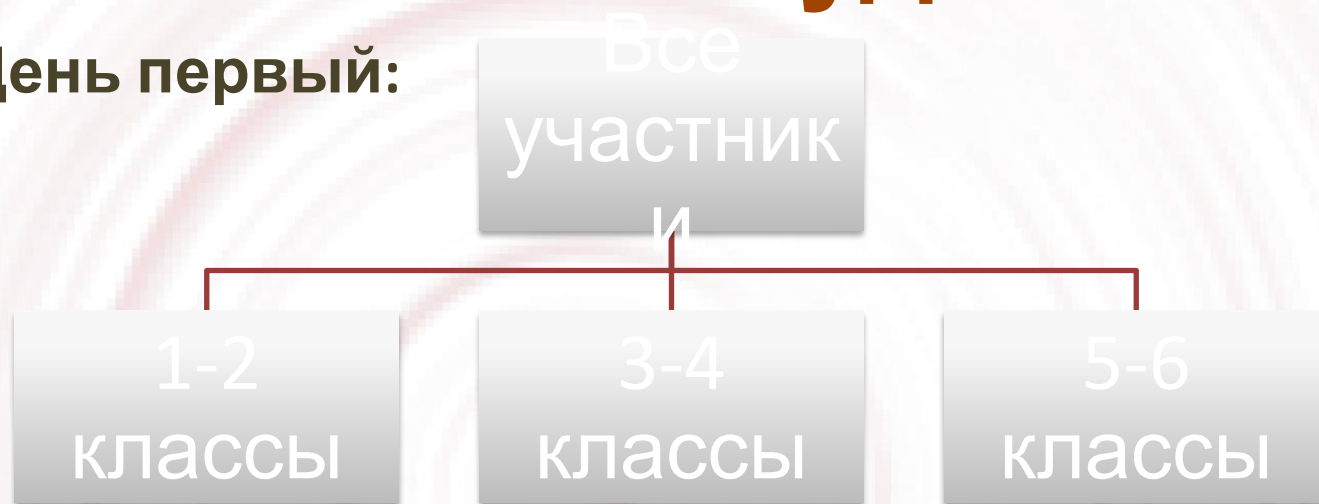 День первый:
Все
участник
и
1-2
классы
3-4
классы
5-6
классы